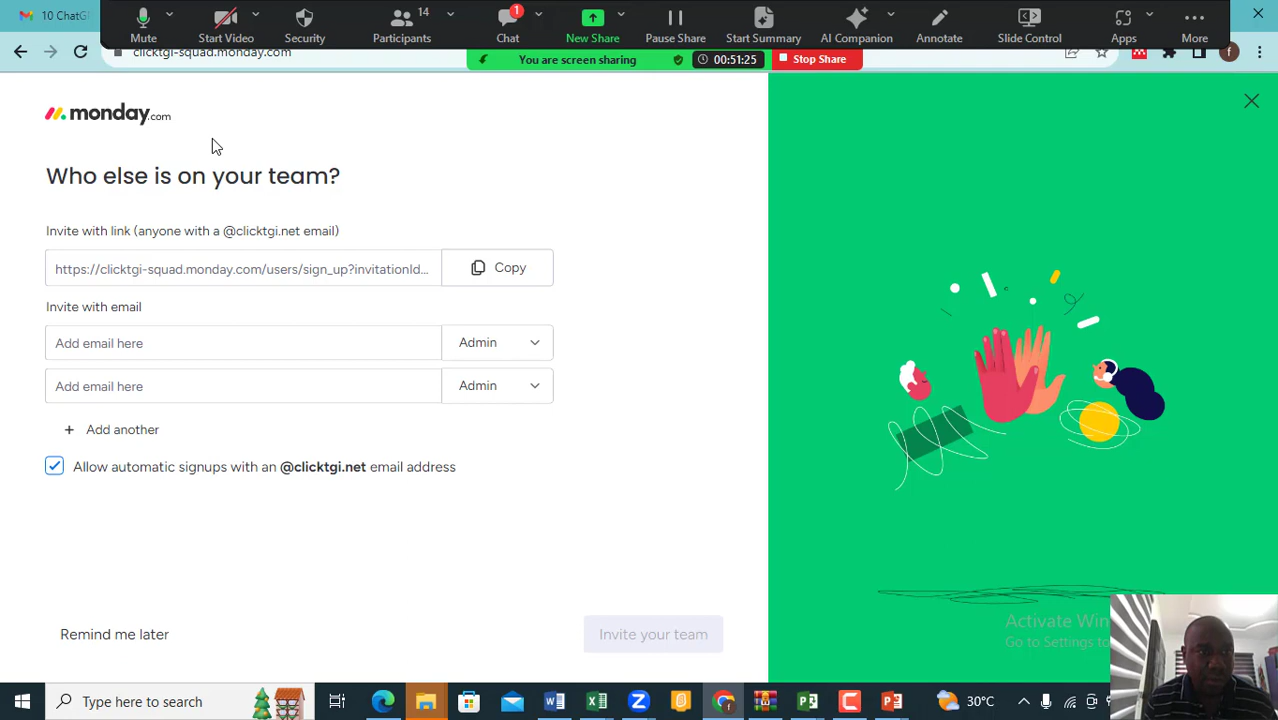 10 ChatG
Mute
Start Video
Security
14
Participants
1
Chat
New Share
Pause Share
Start Summary
AI Companion
Annotate
Slide Control
Apps
More
clicktgi-squad.monday.com
You are screen sharing
00:51:25
Stop Share
f
monday.com
Who else is on your team?
Invite with link (anyone with a @clicktgi.net email)
https://clicktgi-squad.monday.com/users/sign_up?invitationId...
Copy
Invite with email
Add email here
Admin
Add email here
Admin
+ Add another
Allow automatic signups with an @clicktgi.net email address
Remind me later
Invite your team
Activate Win
Go to Settings to
Type here to search
30°C